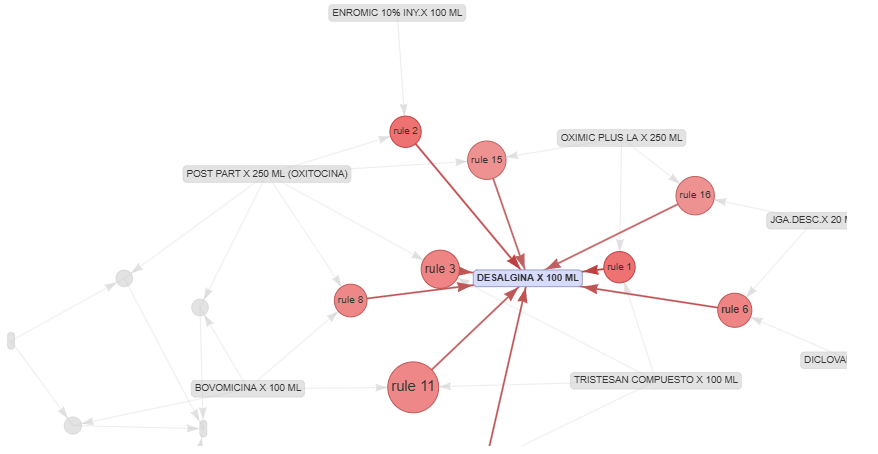 ENROMIC 10% INY.X 100 ML
rule 2
OXIMIC PLUS LA X 250 ML
rule 15
POST PART X 250 ML (OXITOCINA)
rule 16
JGA.DESC.X 20 M
rule 3
rule 1
DESALGINA X 100 ML
rule 8
rule 6
DICLOVA
TRISTESAN COMPUESTO X 100 ML
BOVOMICINA X 100 ML
rule 11